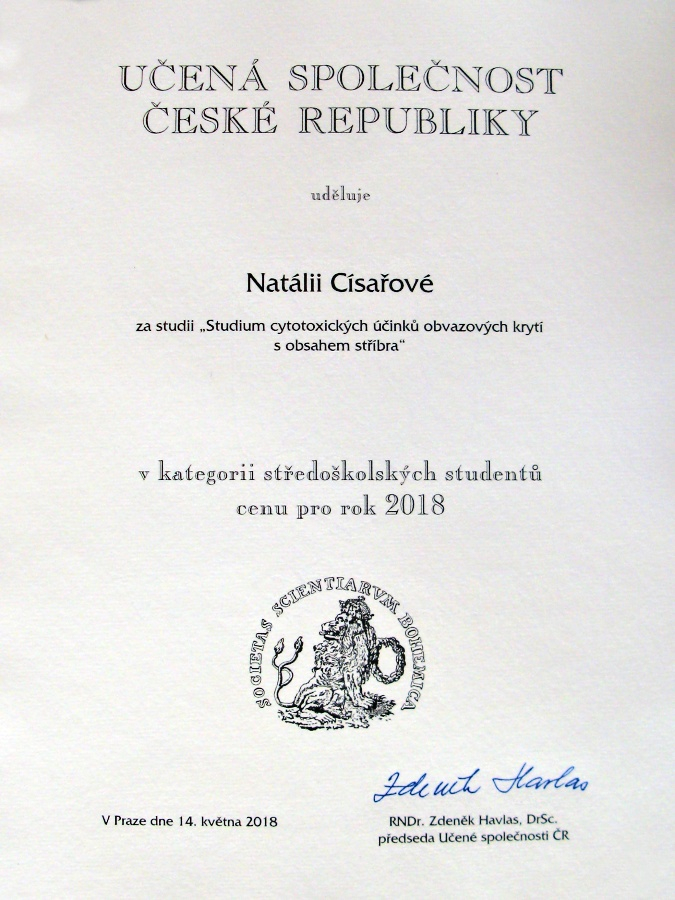 UČENÁ SPOLEČNOST
ČESKÉ REPUBLIKY
uděluje
Natálii Císařové
za studii „Studium cytotoxických účinků obvazových krytí
s obsahem stříbra“
v kategorii středoškolských studentů
cenu pro rok 2018
SOCIETAS SCIENTIARVM BOHEMICA
Zdeněk Havlas
V Praze dne 14. května 2018
RNDr. Zdeněk Havlas, DrSc.
předseda Učené společnosti ČR